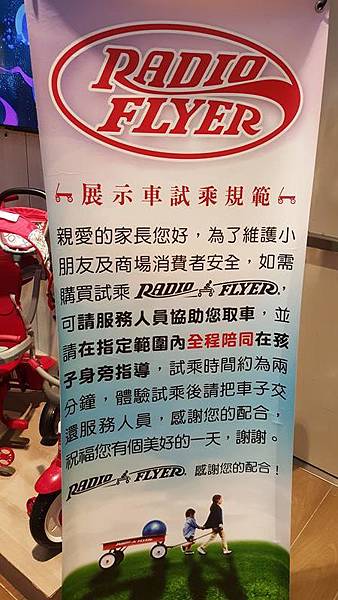 RADIO
FLYER
展示車試乘規範
親愛的家長您好，為了維護小
朋友及商場消費者安全，如需
購買試乘 RADIO FLYER，
可請服務人員協助您取車，並
請在指定範圍內全程陪同在孩
子身旁指導，試乘時間約為兩
分鐘，體驗試乘後請把車子交
還服務人員，感謝您的配合，
祝福您有個美好的一天，謝謝。
RADIO FLYER. 感謝您的配合！
RADIO FLYER